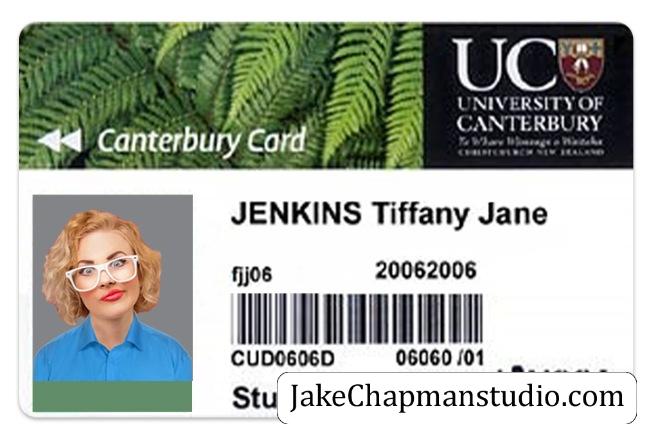 UC
UNIVERSITY OF
CANTERBURY
Te Whare Wānanga o Waitaha
CHRISTCHURCH NEW ZEALAND
Canterbury Card
JENKINS Tiffany Jane
fjj06 20062006
CUD0606D 06060 /01
Stu
JakeChapmanstudio.com